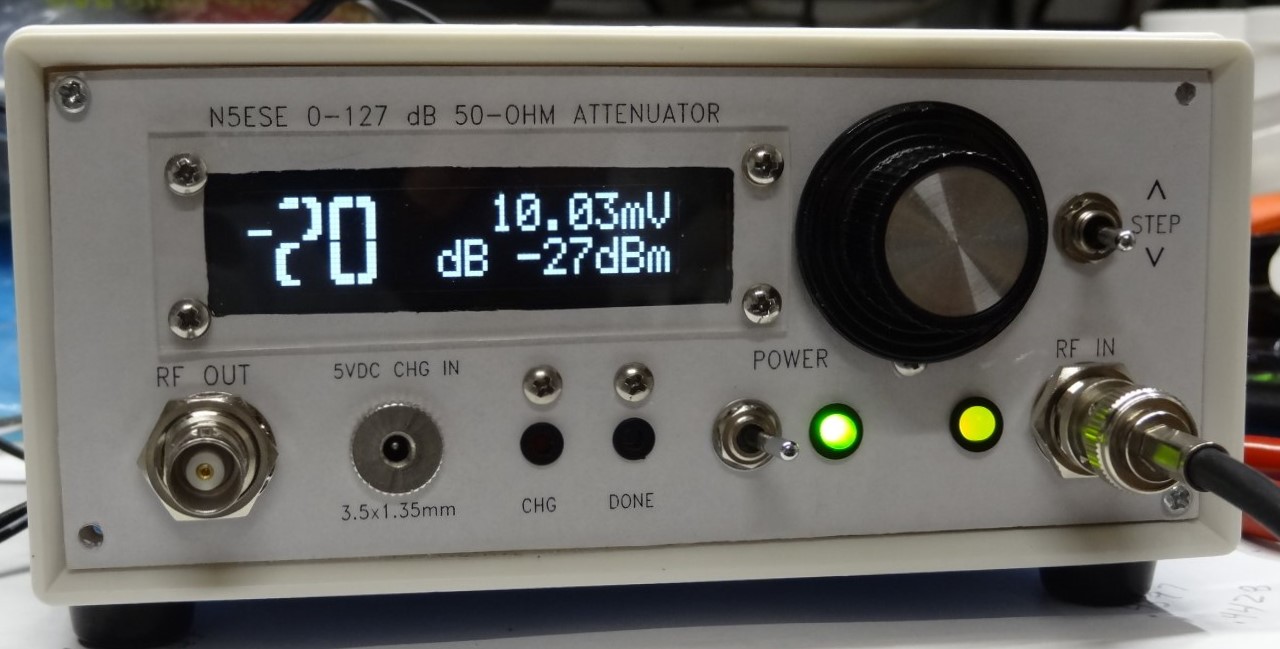 N5ESE 0-127 dB 50-OHM ATTENUATOR
-20 dB
10.03mV
-27dBm
STEP
RF OUT
5VDC CHG IN
3.5x1.35mm
CHG
DONE
POWER
RF IN